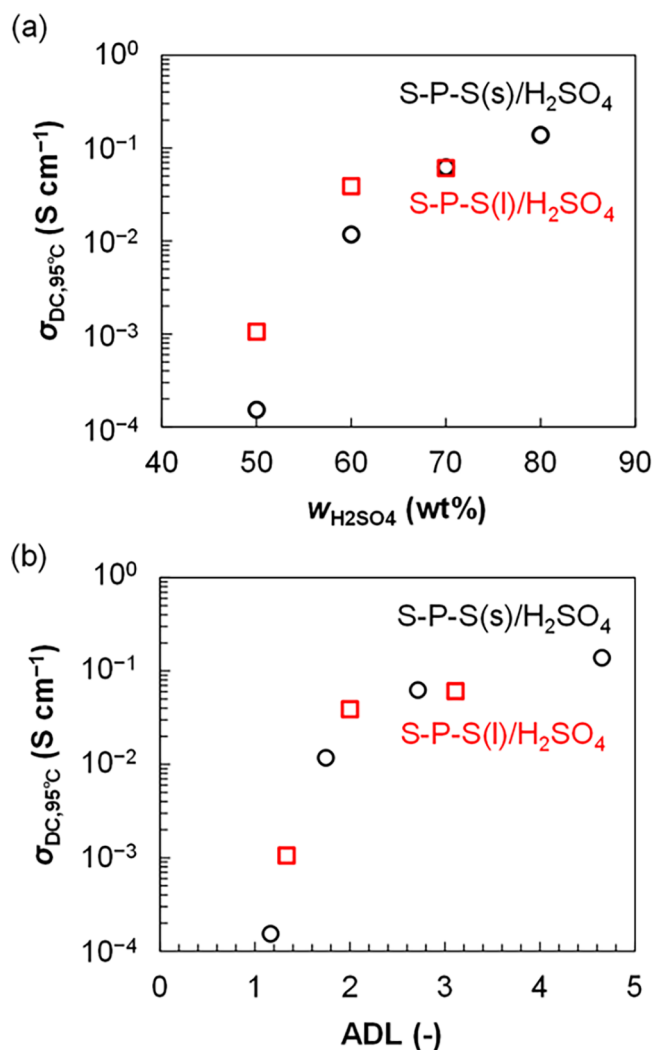 (a)
10⁰
S-P-S(s)/H₂SO₄
10⁻¹
S-P-S(l)/H₂SO₄
10⁻²
10⁻³
10⁻⁴
σDC,95℃ (S cm⁻¹)
40 50 60 70 80 90
wH2SO4 (wt%)
(b)
10⁰
S-P-S(s)/H₂SO₄
10⁻¹
S-P-S(l)/H₂SO₄
10⁻²
10⁻³
10⁻⁴
σDC,95℃ (S cm⁻¹)
0 1 2 3 4 5
ADL (-)